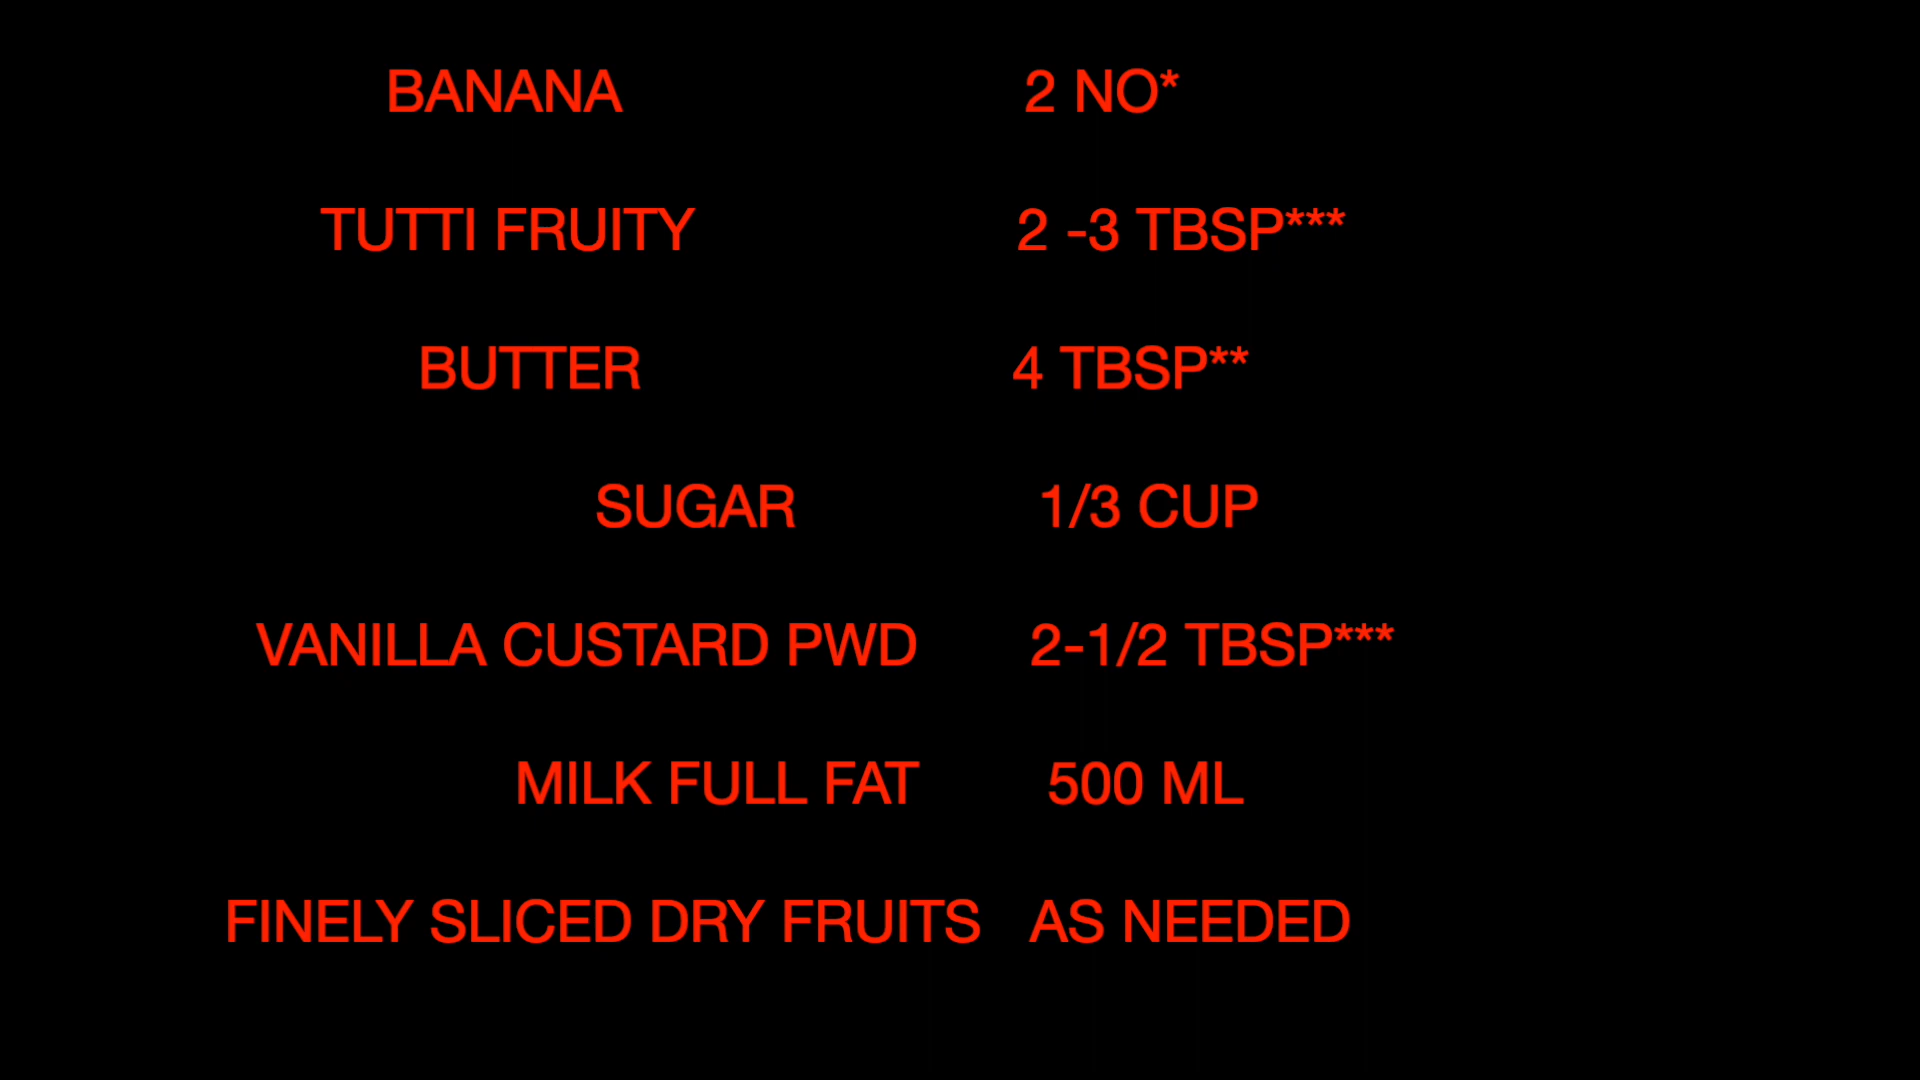 BANANA 2 NO*
TUTTI FRUITY 2 -3 TBSP***
BUTTER 4 TBSP**
SUGAR 1/3 CUP
VANILLA CUSTARD PWD 2-1/2 TBSP***
MILK FULL FAT 500 ML
FINELY SLICED DRY FRUITS AS NEEDED